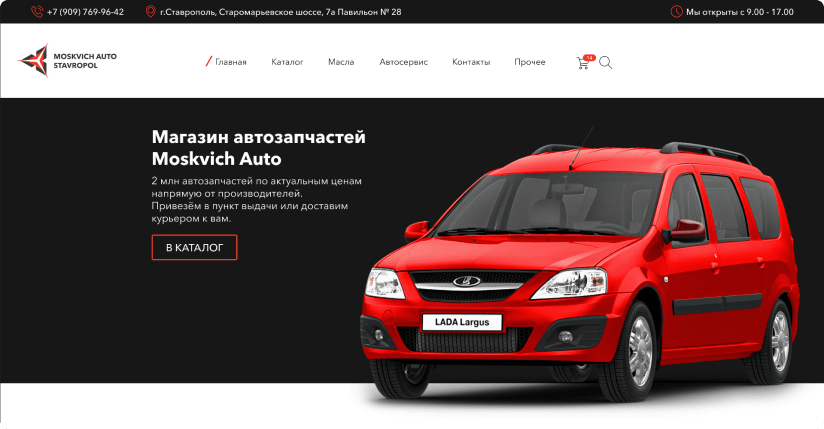 +7 (909) 769-96-42
г.Ставрополь, Старомарьевское шоссе, 7а Павильон № 28
Мы открыты с 9.00 - 17.00
MOSKVICH AUTO
STAVROPOL
Главная
Каталог
Масла
Автосервис
Контакты
Прочее
14
Магазин автозапчастей
Moskvich Auto
2 млн автозапчастей по актуальным ценам
напрямую от производителей.
Привезём в пункт выдачи или доставим
курьером к вам.
В КАТАЛОГ
LADA Largus